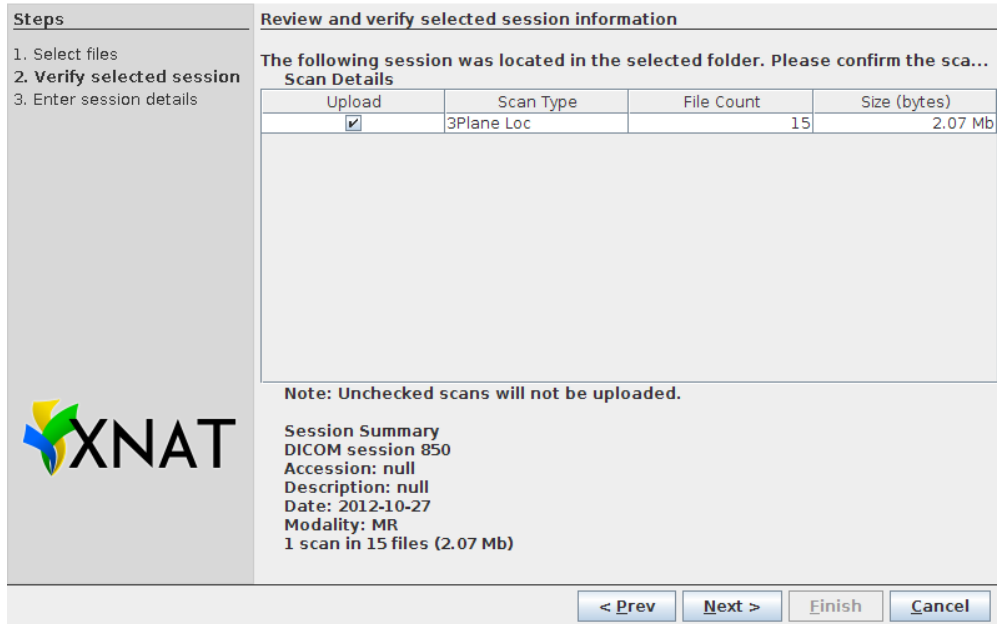 Steps
1. Select files
2. Verify selected session
3. Enter session details
XNAT
Review and verify selected session information
The following session was located in the selected folder. Please confirm the sca...
Scan Details
Upload Scan Type File Count Size (bytes)
3Plane Loc 15 2.07 Mb
Note: Unchecked scans will not be uploaded.
Session Summary
DICOM session 850
Accession: null
Description: null
Date: 2012-10-27
Modality: MR
1 scan in 15 files (2.07 Mb)
< Prev Next > Finish Cancel